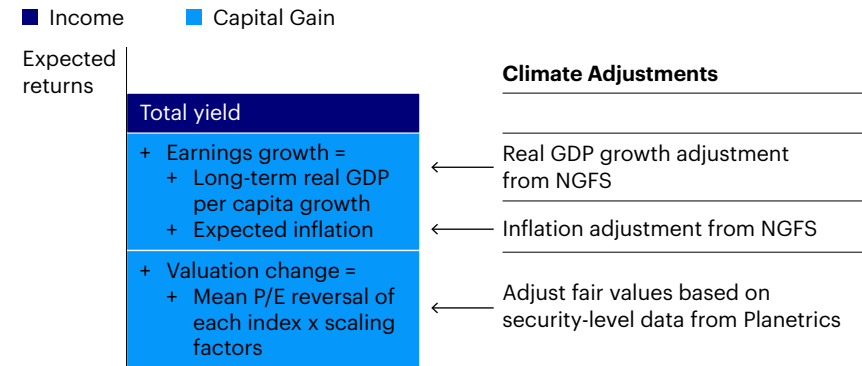 Income
Capital Gain
Expected
returns
Climate Adjustments
Total yield
+ Earnings growth =
+ Long-term real GDP
per capita growth
+ Expected inflation
Real GDP growth adjustment
from NGFS
Inflation adjustment from NGFS
+ Valuation change =
+ Mean P/E reversal of
each index x scaling
factors
Adjust fair values based on
security-level data from Planetrics